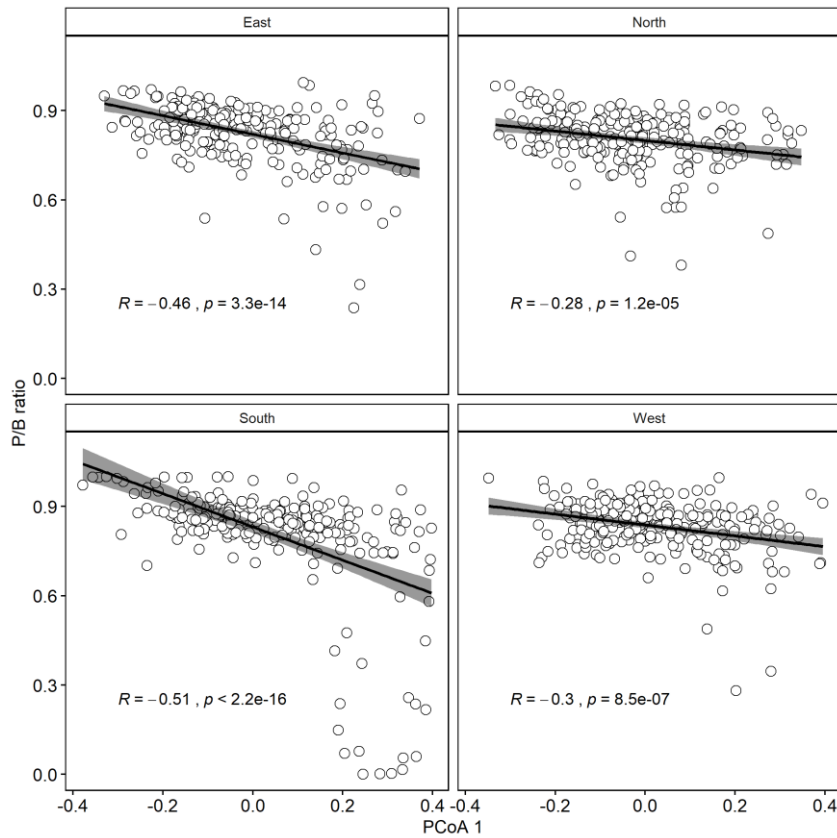 East
North
0.9
0.6
0.3
0.0
R = −0.46 , p = 3.3e-14
R = −0.28 , p = 1.2e-05
P/B ratio
South
West
0.9
0.6
0.3
0.0
R = −0.51 , p < 2.2e-16
R = −0.3 , p = 8.5e-07
-0.4 -0.2 0.0 0.2 0.4 -0.4 -0.2 0.0 0.2 0.4
PCoA 1